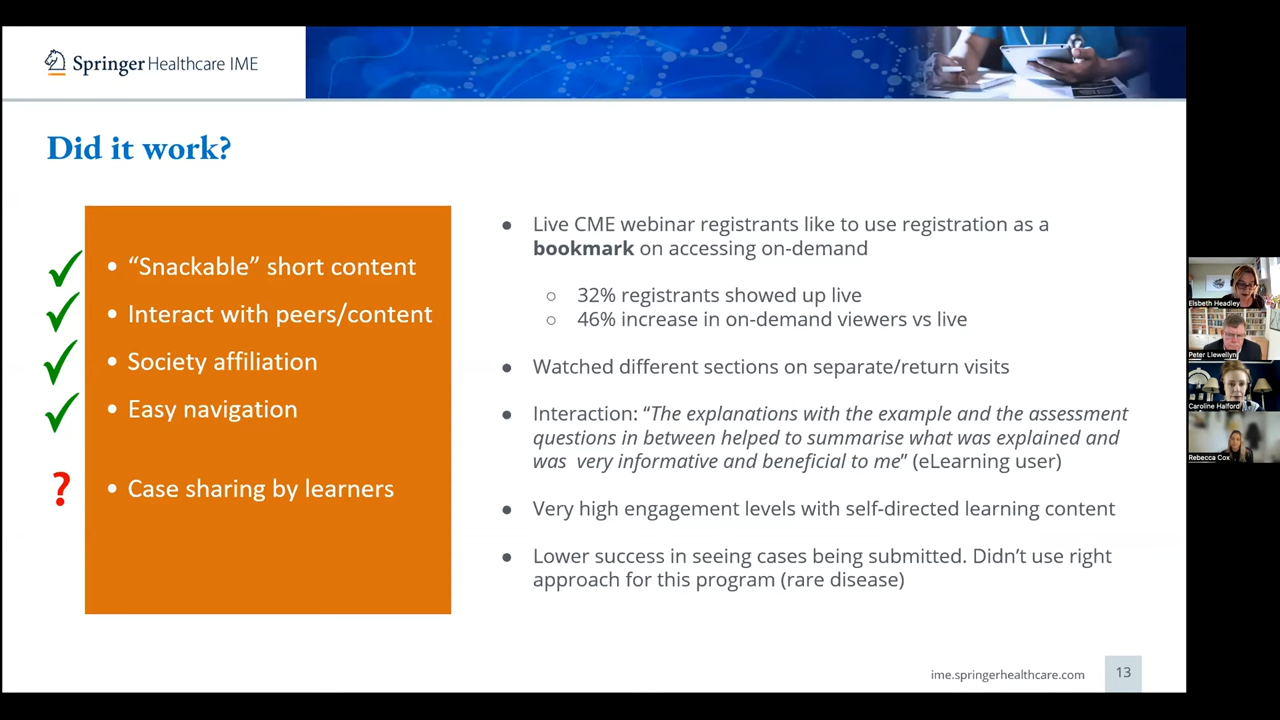 Springer Healthcare IME
Did it work?
✓ • “Snackable” short content
✓ • Interact with peers/content
✓ • Society affiliation
✓ • Easy navigation
? • Case sharing by learners
● Live CME webinar registrants like to use registration as a
bookmark on accessing on-demand
○ 32% registrants showed up live
○ 46% increase in on-demand viewers vs live
● Watched different sections on separate/return visits
● Interaction: “The explanations with the example and the assessment
questions in between helped to summarise what was explained and
was very informative and beneficial to me” (eLearning user)
● Very high engagement levels with self-directed learning content
● Lower success in seeing cases being submitted. Didn’t use right
approach for this program (rare disease)
ime.springerhealthcare.com
13
Elsbeth Headley
Peter Llewellyn
Caroline Halford
Rebecca Cox